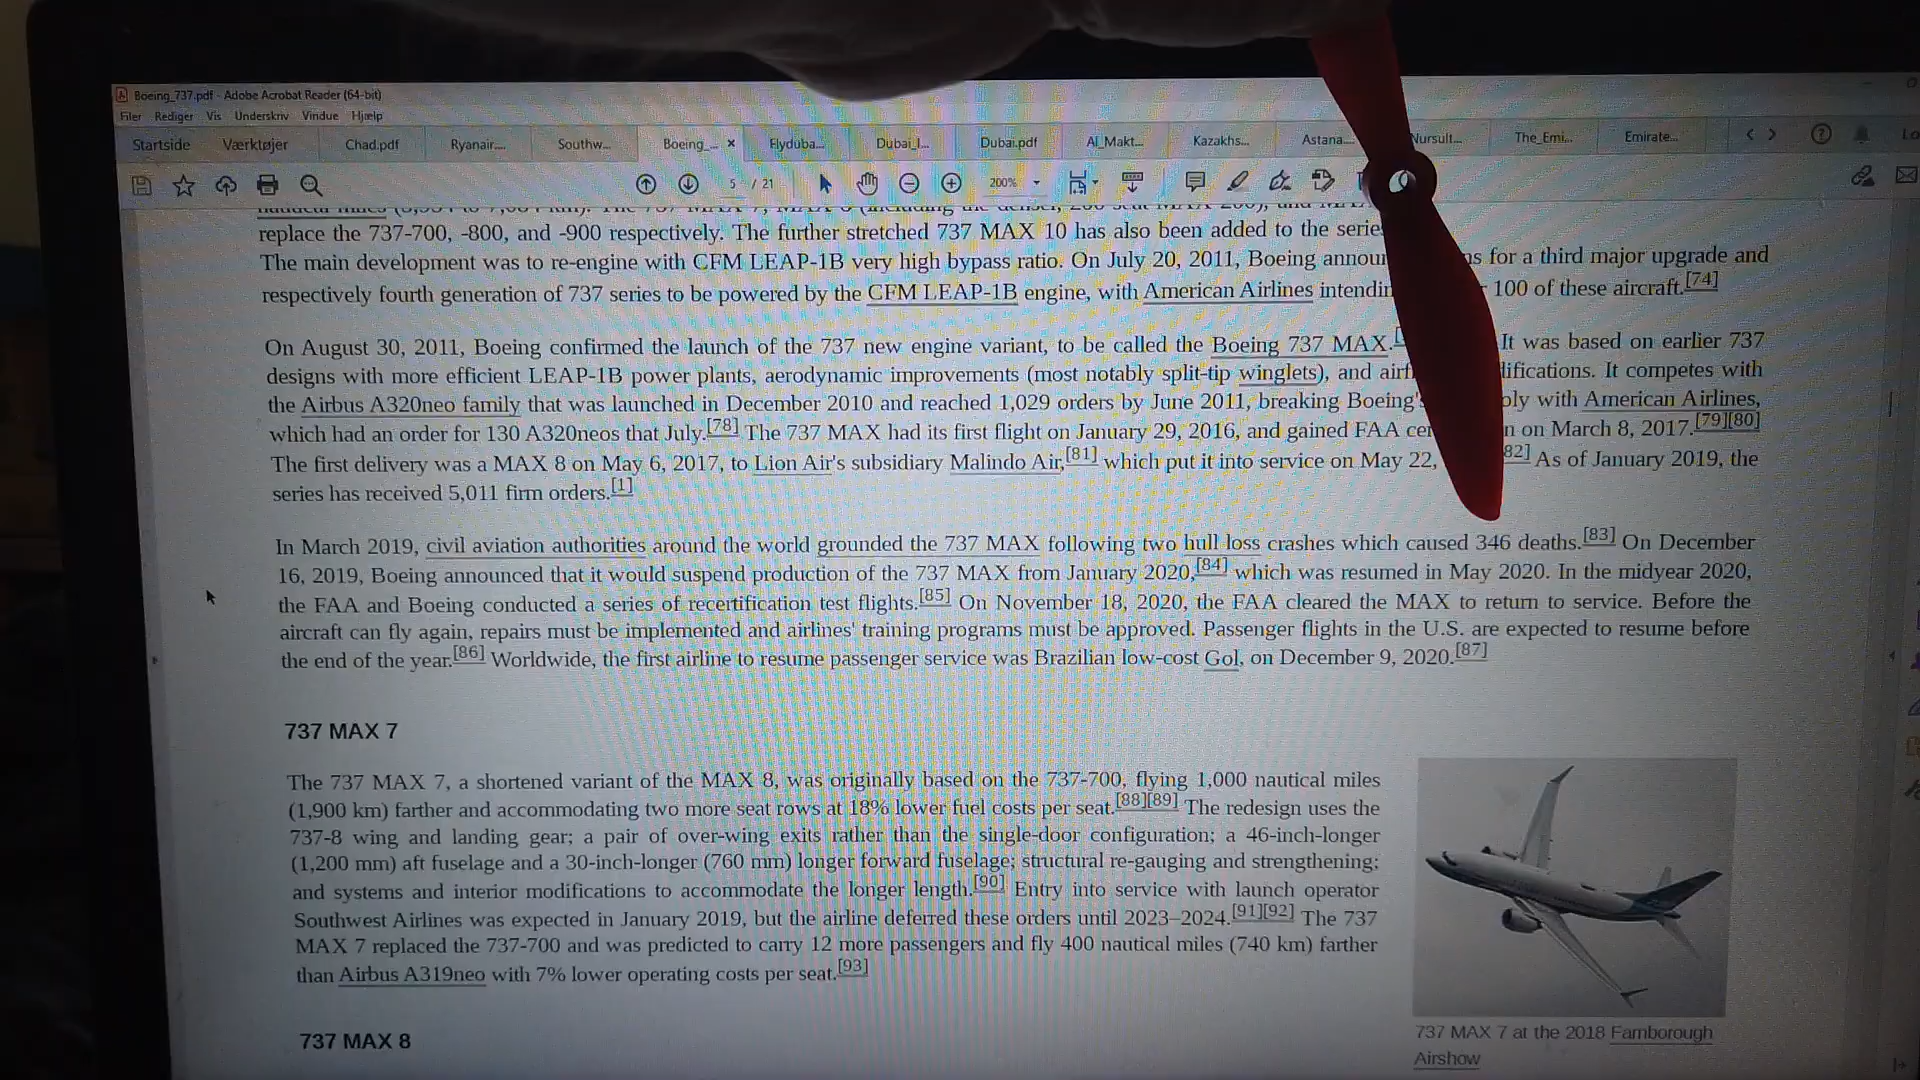 Boeing_737.pdf - Adobe Acrobat Reader (64-bit)
Filer Rediger Vis Underskriv Vindue Hjælp
Startside Værktøjer Chad.pdf Ryanair.... Southw... Boeing_... × Flyduba... Dubai_I... Dubai.pdf Al_Makt... Kazakhs... Astana.... Nursult... The_Emi... Emirate...
5 / 21 200%
replace the 737-700, -800, and -900 respectively. The further stretched 737 MAX 10 has also been added to the
The main development was to re-engine with CFM LEAP-1B very high bypass ratio. On July 20, 2011, Boeing for a third major upgrade and
respectively fourth generation of 737 series to be powered by the CFM LEAP-1B engine, with American Airlines 100 of these aircraft.[74]
On August 30, 2011, Boeing confirmed the launch of the 737 new engine variant, to be called the Boeing 737 MAX. It was based on earlier 737
designs with more efficient LEAP-1B power plants, aerodynamic improvements (most notably split-tip winglets), and It competes with
the Airbus A320neo family that was launched in December 2010 and reached 1,029 orders by June 2011, breaking Boeing's with American Airlines,
which had an order for 130 A320neos that July.[78] The 737 MAX had its first flight on January 29, 2016, and gained FAA on March 8, 2017.[79][80]
The first delivery was a MAX 8 on May 6, 2017, to Lion Air's subsidiary Malindo Air,[81] which put it into service on May 22, 82] As of January 2019, the
series has received 5,011 firm orders.[1]
In March 2019, civil aviation authorities around the world grounded the 737 MAX following two hull loss crashes which caused 346 deaths.[83] On December
16, 2019, Boeing announced that it would suspend production of the 737 MAX from January 2020,[84] which was resumed in May 2020. In the midyear 2020,
the FAA and Boeing conducted a series of recertification test flights.[85] On November 18, 2020, the FAA cleared the MAX to return to service. Before the
aircraft can fly again, repairs must be implemented and airlines' training programs must be approved. Passenger flights in the U.S. are expected to resume before
the end of the year.[86] Worldwide, the first airline to resume passenger service was Brazilian low-cost Gol, on December 9, 2020.[87]
737 MAX 7
The 737 MAX 7, a shortened variant of the MAX 8, was originally based on the 737-700, flying 1,000 nautical miles
(1,900 km) farther and accommodating two more seat rows at 18% lower fuel costs per seat.[88][89] The redesign uses the
737-8 wing and landing gear; a pair of over-wing exits rather than the single-door configuration; a 46-inch-longer
(1,200 mm) aft fuselage and a 30-inch-longer (760 mm) longer forward fuselage; structural re-gauging and strengthening;
and systems and interior modifications to accommodate the longer length.[90] Entry into service with launch operator
Southwest Airlines was expected in January 2019, but the airline deferred these orders until 2023–2024.[91][92] The 737
MAX 7 replaced the 737-700 and was predicted to carry 12 more passengers and fly 400 nautical miles (740 km) farther
than Airbus A319neo with 7% lower operating costs per seat.[93]
737 MAX 7 at the 2018 Farnborough
Airshow
737 MAX 8